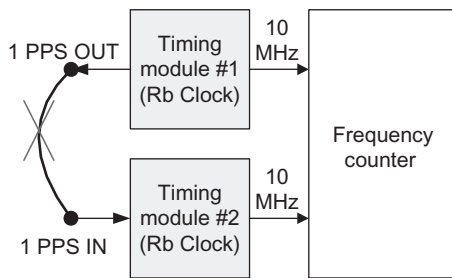 1 PPS OUT
Timing
module #1
(Rb Clock)
10
MHz
Frequency
counter
Timing
module #2
(Rb Clock)
10
MHz
1 PPS IN